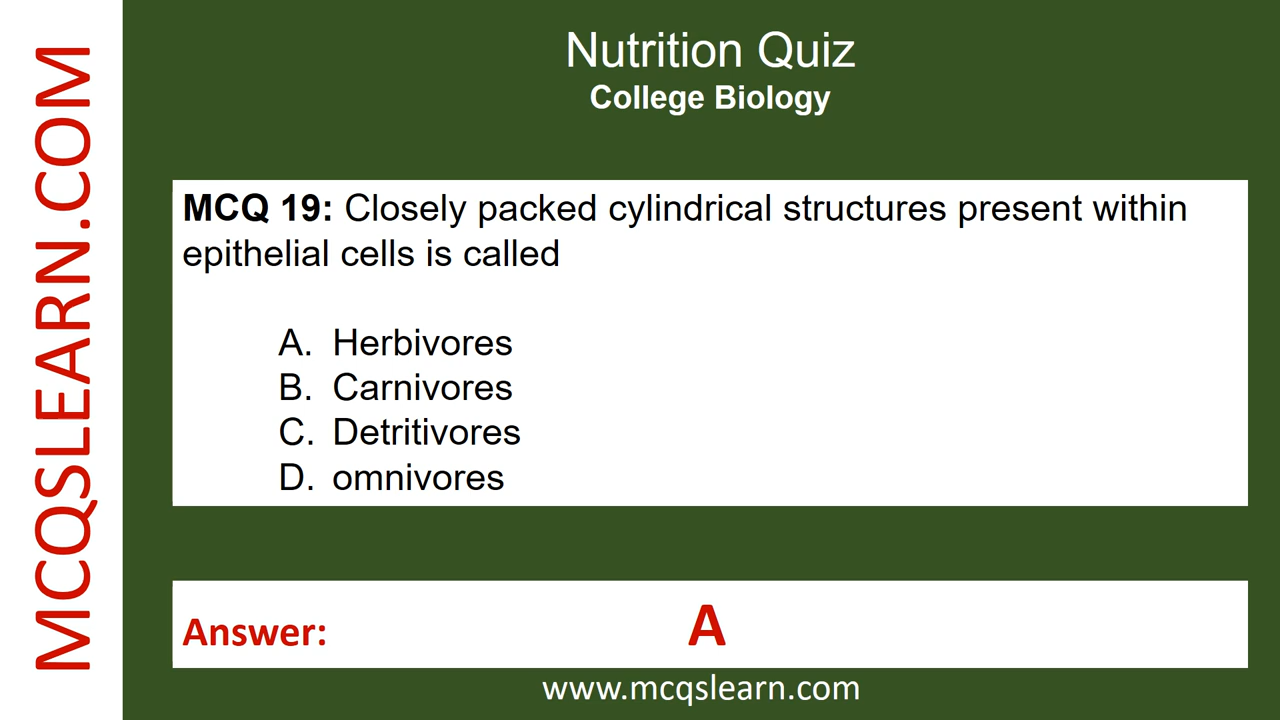 MCQSLEARN.COM
Nutrition Quiz
College Biology
MCQ 19: Closely packed cylindrical structures present within
epithelial cells is called
A. Herbivores
B. Carnivores
C. Detritivores
D. omnivores
Answer: A
www.mcqslearn.com